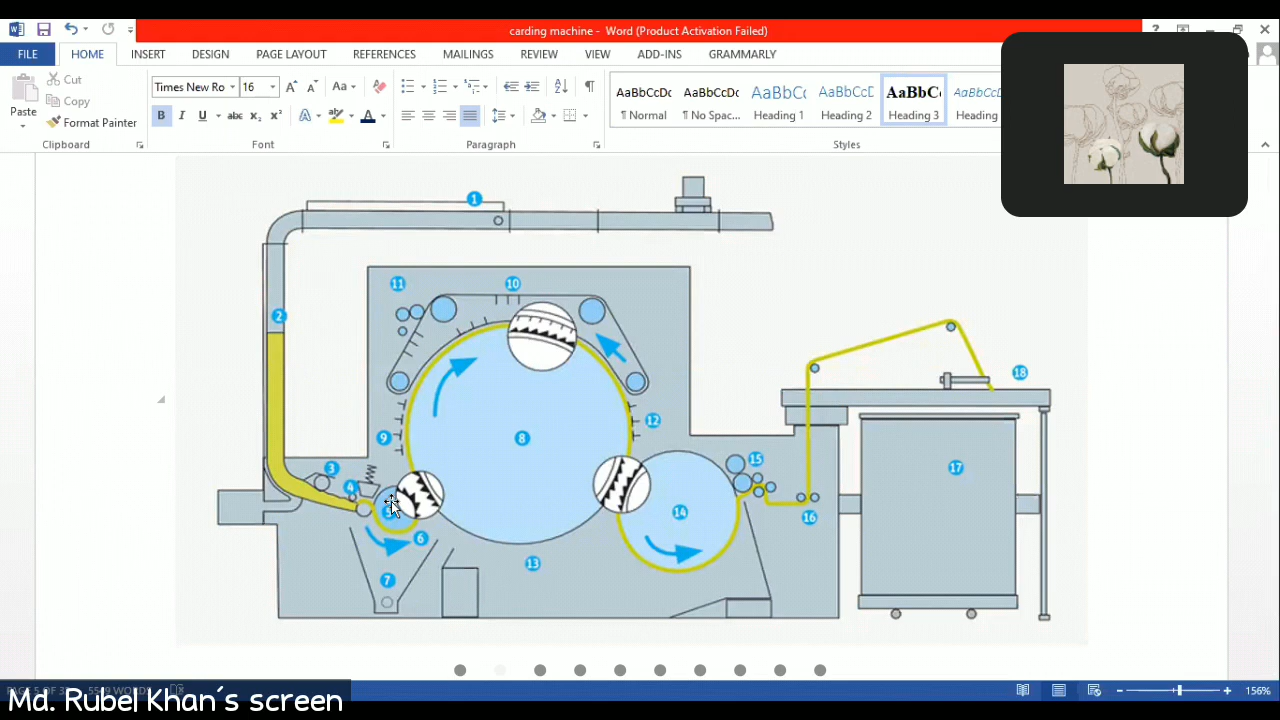 carding machine - Word (Product Activation Failed)
FILE HOME INSERT DESIGN PAGE LAYOUT REFERENCES MAILINGS REVIEW VIEW ADD-INS GRAMMARLY
Paste
Cut
Copy
Format Painter
Times New Ro 16
AaBbCcDc AaBbCcDc AaBbC AaBbCcD AaBbC
¶ Normal ¶ No Spac... Heading 1 Heading 2 Heading 3 Heading
Clipboard Font Paragraph Styles
1
2
11 10
18
12
9 8
3
15
17
4
5
14
16
6
13
7
Md. Rubel Khan´s screen
156%